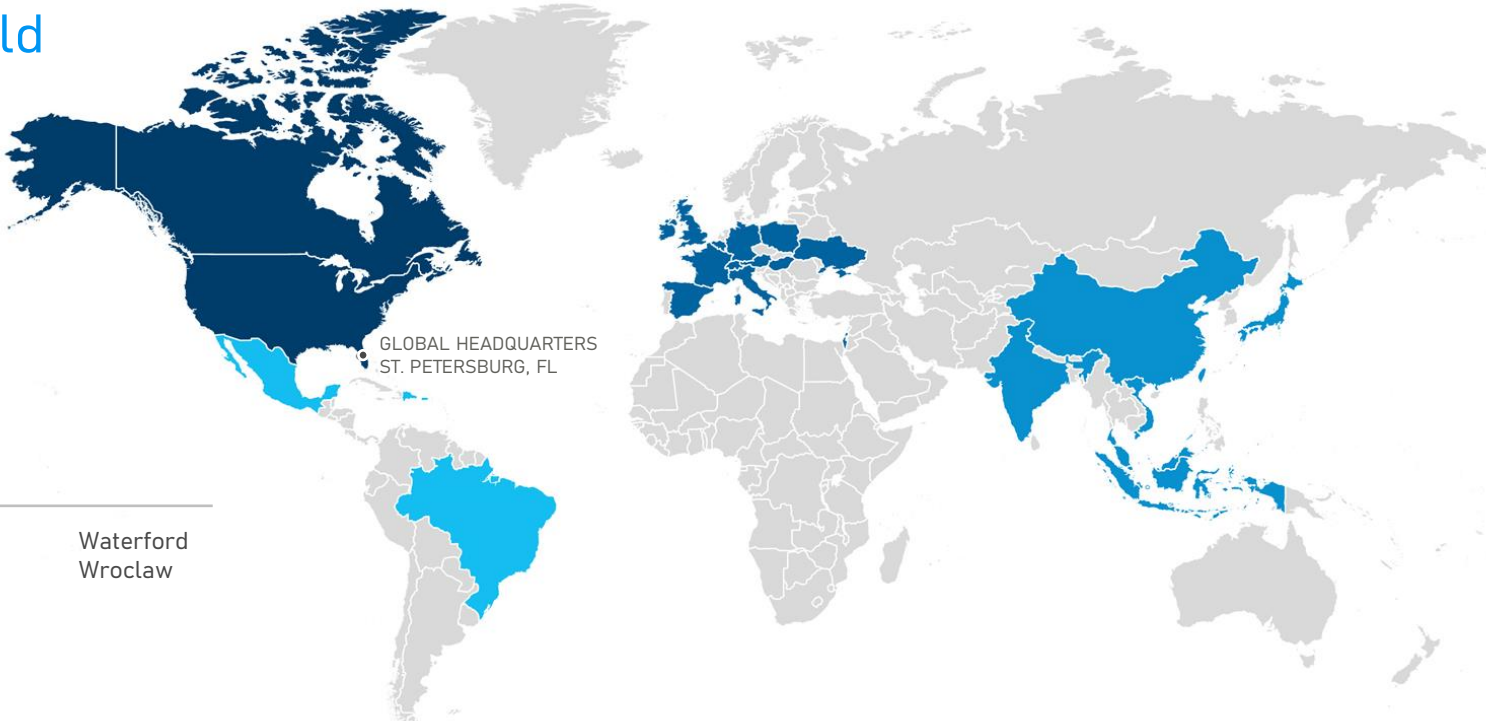 ld
GLOBAL HEADQUARTERS
ST. PETERSBURG, FL
Waterford
Wroclaw